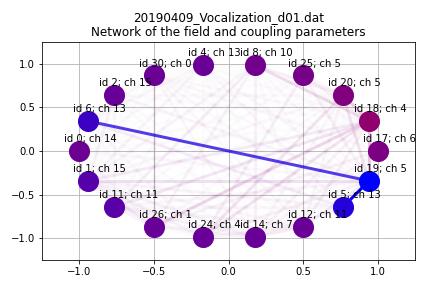 20190409_Vocalization_d01.dat
Network of the field and coupling parameters
id 4; ch 13
id 8; ch 10
id 30; ch 0
id 25; ch 5
id 2; ch 15
id 20; ch 5
id 6; ch 13
id 18; ch 4
id 0; ch 14
id 17; ch 6
id 1; ch 15
id 19; ch 5
id 11; ch 11
id 5; ch 13
id 26; ch 1
id 12; ch 11
id 24; ch 4
id 14; ch 7
1.0
0.5
0.0
−0.5
−1.0
−1.0 −0.5 0.0 0.5 1.0